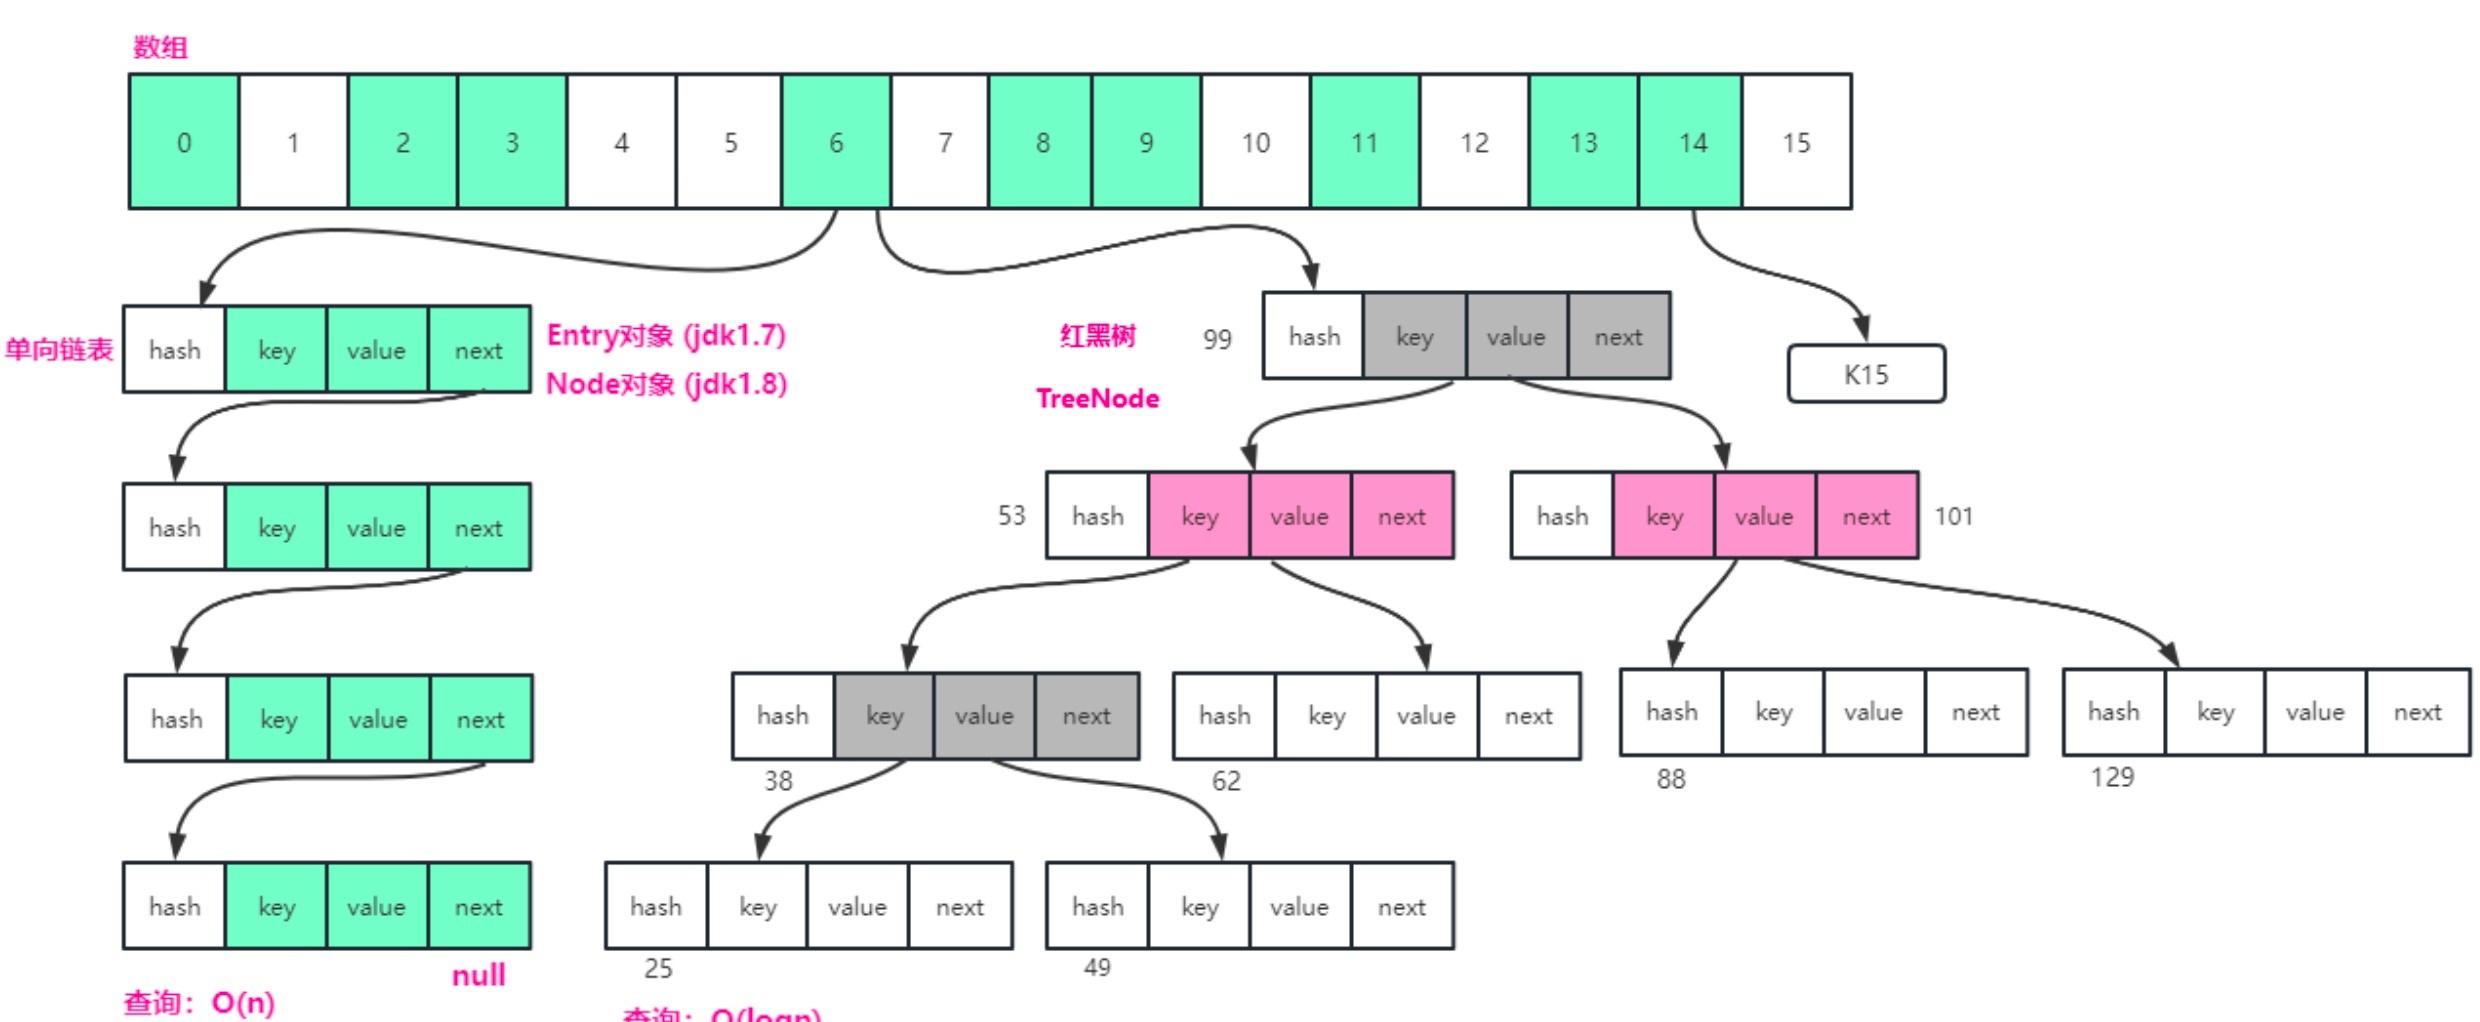 数组
0 1 2 3 4 5 6 7 8 9 10 11 12 13 14 15
单向链表 hash key value next Entry对象 (jdk1.7)
Node对象 (jdk1.8)
红黑树 99 hash key value next
TreeNode
K15
hash key value next
53 hash key value next
hash key value next 101
hash key value next
hash key value next
38
hash key value next
62
hash key value next
88
hash key value next
129
hash key value next
null
查询：O(n)
hash key value next
25
hash key value next
49
查询：O(logn)